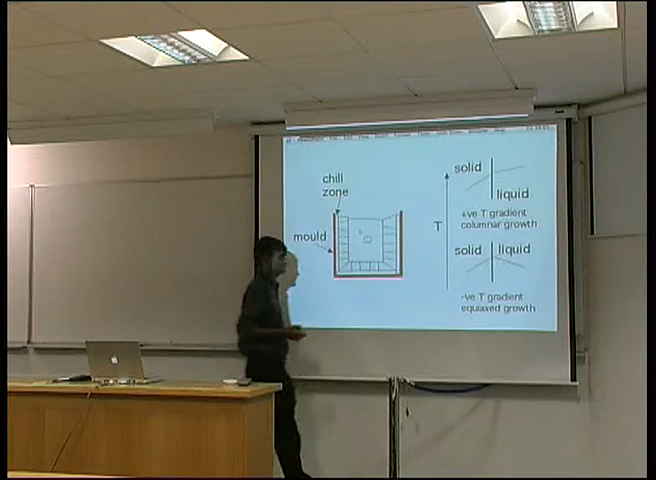 chill
zone
mould
T
solid
liquid
+ve T gradient
columnar growth
solid
liquid
-ve T gradient
equiaxed growth